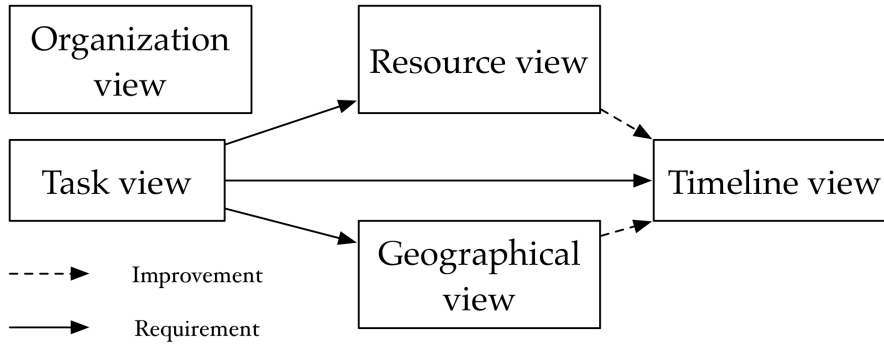 Organization
view
Resource view
Task view
Timeline view
Geographical
view
Improvement
Requirement